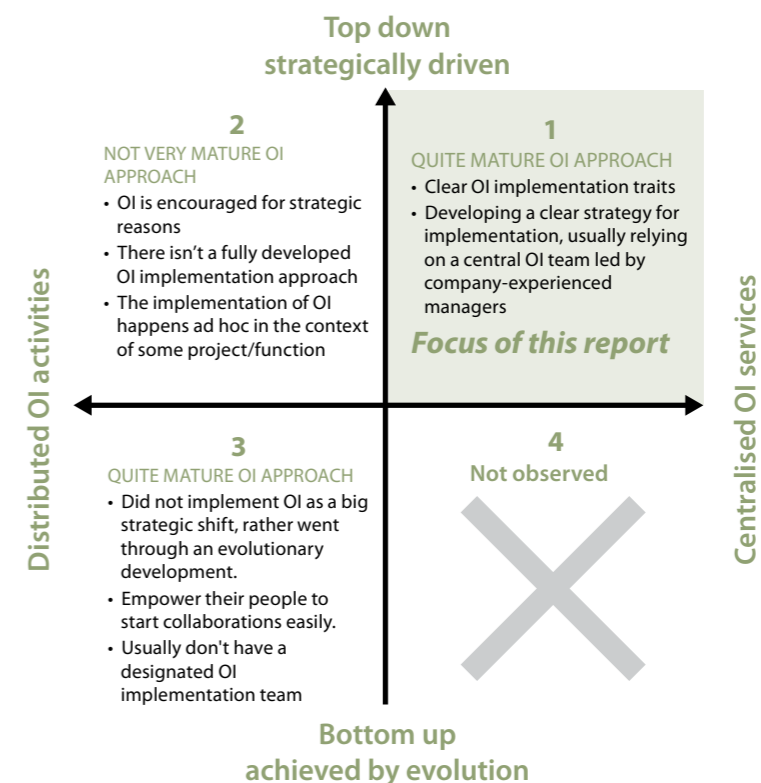 Top down
strategically driven
2
NOT VERY MATURE OI
APPROACH
• OI is encouraged for strategic
reasons
• There isn’t a fully developed
OI implementation approach
• The implementation of OI
happens ad hoc in the context
of some project/function
1
QUITE MATURE OI APPROACH
• Clear OI implementation traits
• Developing a clear strategy for
implementation, usually relying
on a central OI team led by
company-experienced
managers
Focus of this report
Distributed OI activities
Centralised OI services
3
QUITE MATURE OI APPROACH
• Did not implement OI as a big
strategic shift, rather went
through an evolutionary
development.
• Empower their people to
start collaborations easily.
• Usually don't have a
designated OI
implementation team
4
Not observed
Bottom up
achieved by evolution